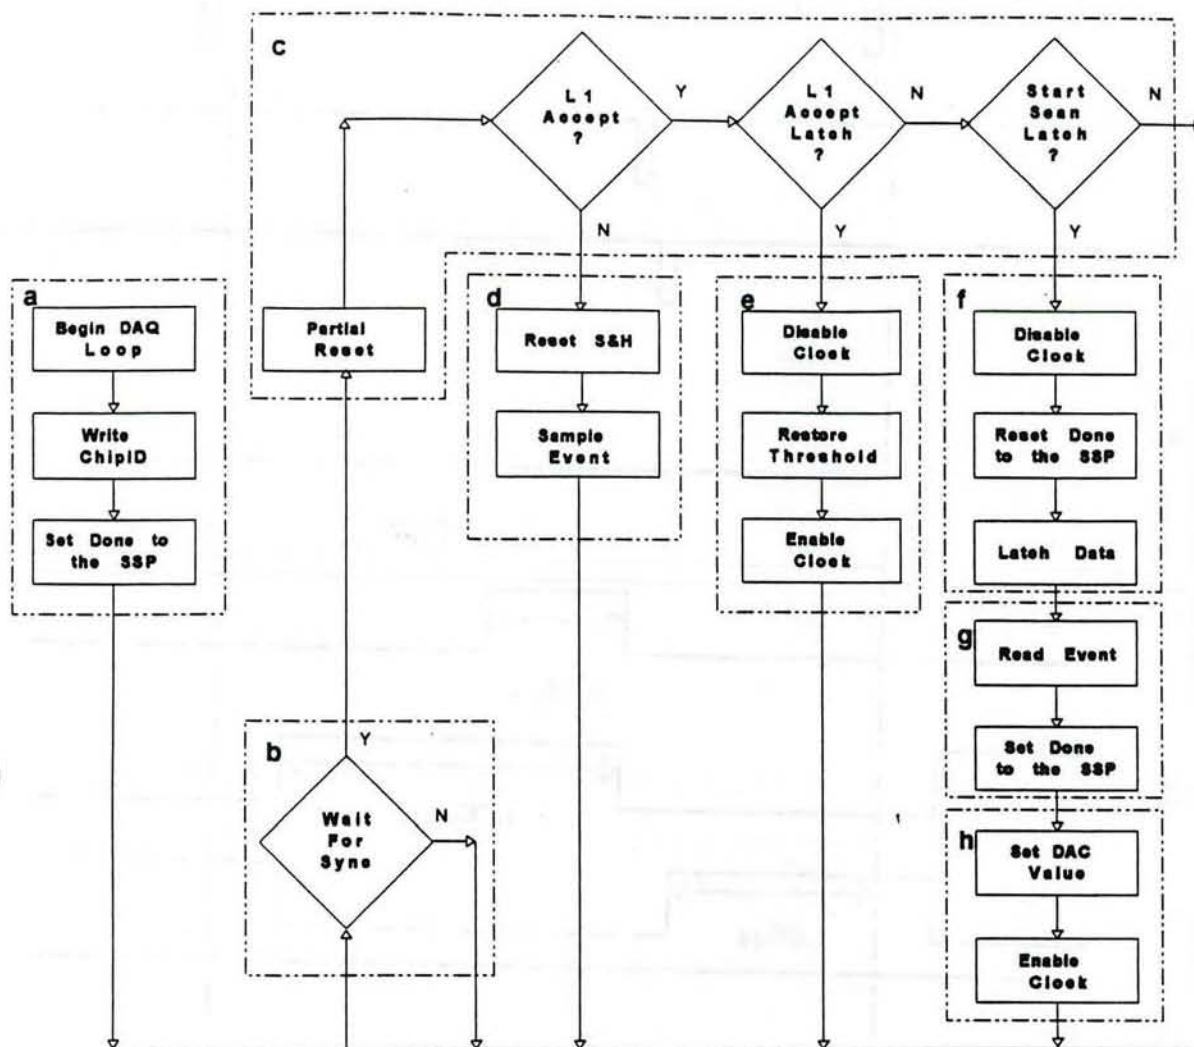 c
L1
Accept
?
Y
N
L1
Accept
Latch
?
N
Y
Start
Scan
Latch
?
N
Y
a
Begin DAQ
Loop
Write
ChipID
Set Done to
the SSP
Partial
Reset
b
Wait
For
Sync
Y
N
d
Reset S&H
Sample
Event
e
Disable
Clock
Restore
Threshold
Enable
Clock
f
Disable
Clock
Reset Done
to the SSP
Latch Data
g
Read Event
Set Done
to the SSP
h
Set DAC
Value
Enable
Clock